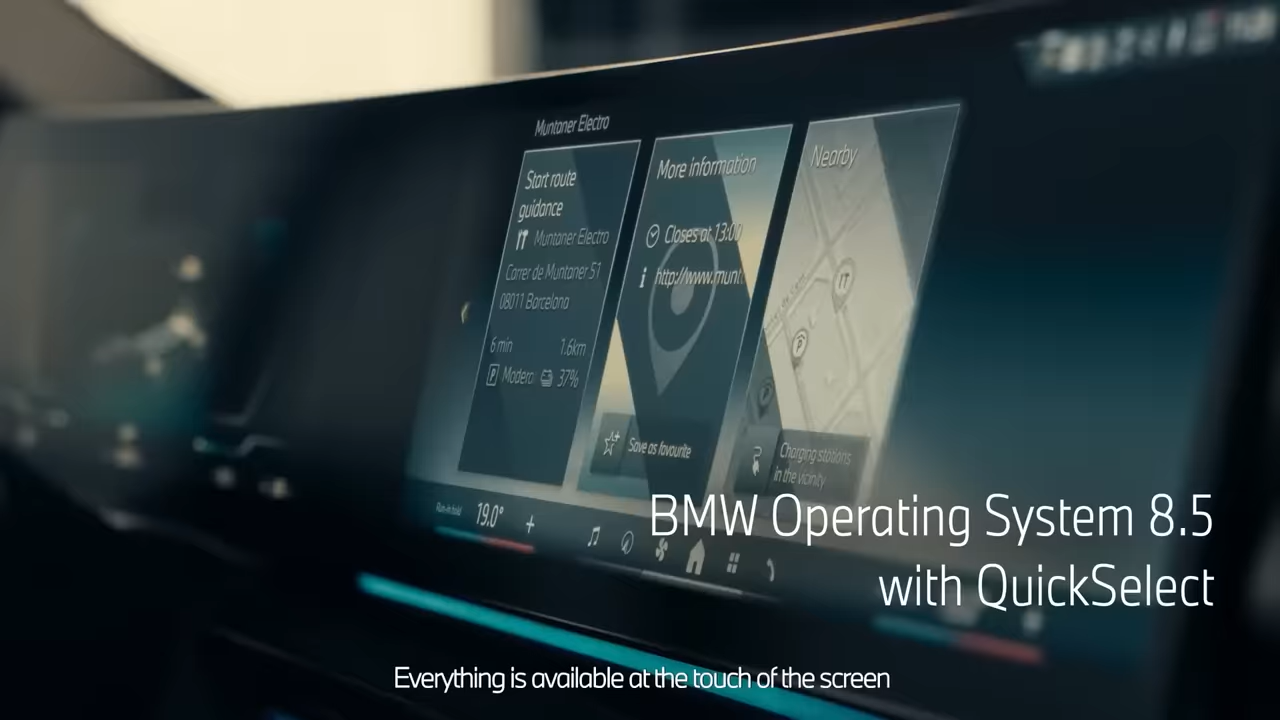 Muntaner Electro
Start route
guidance
Muntaner Electro
Carrer de Muntaner 51
08011 Barcelona
6 min 1.6km
P Modera 37%
More information
Closes at 13:00
i http://www.munt
Save as favourite
Nearby
P
Charging stations
in the vicinity
19.0° +
BMW Operating System 8.5
with QuickSelect
Everything is available at the touch of the screen